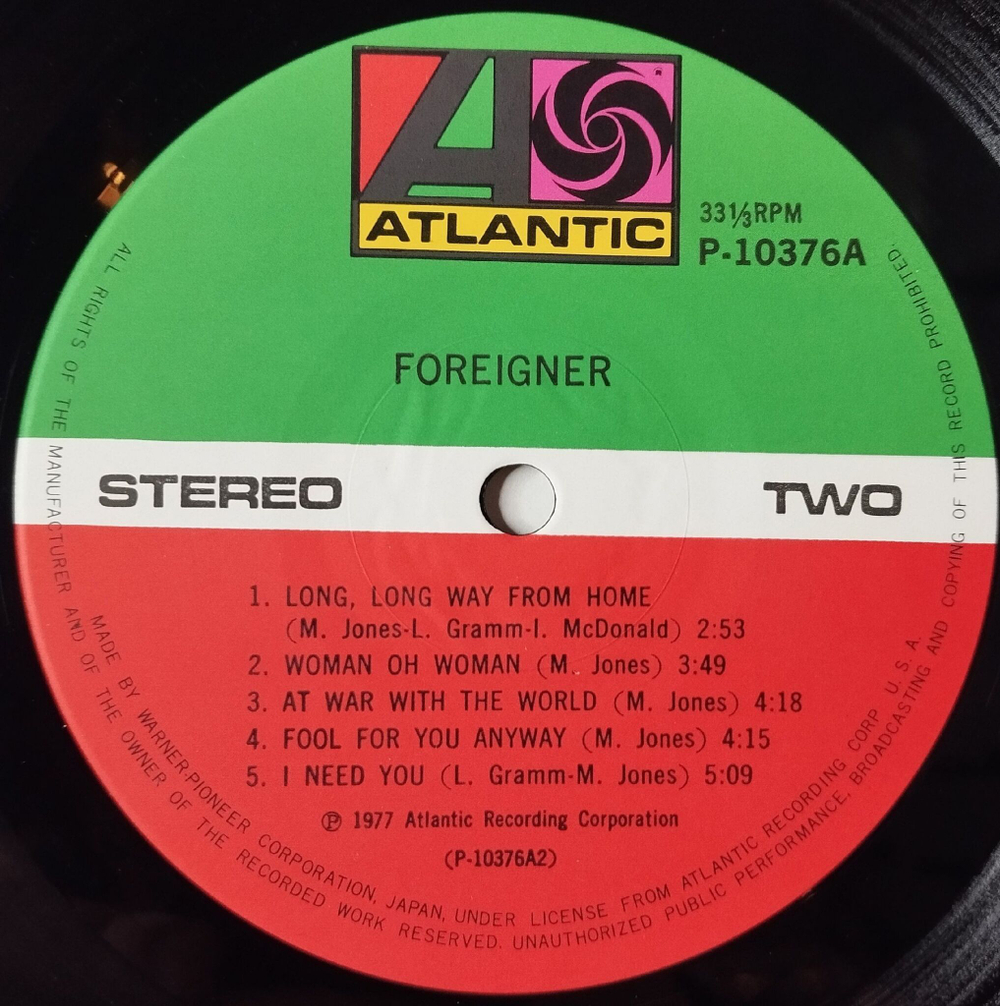 ATLANTIC
33⅓RPM
P-10376A
FOREIGNER
STEREO
TWO
1. LONG, LONG WAY FROM HOME
(M. Jones-L. Gramm-I. McDonald) 2:53
2. WOMAN OH WOMAN (M. Jones) 3:49
3. AT WAR WITH THE WORLD (M. Jones) 4:18
4. FOOL FOR YOU ANYWAY (M. Jones) 4:15
5. I NEED YOU (L. Gramm-M. Jones) 5:09
Ⓟ 1977 Atlantic Recording Corporation
(P-10376A2)
MADE BY WARNER-PIONEER CORPORATION, JAPAN, UNDER LICENSE FROM ATLANTIC RECORDING CORP U. S. A.
ALL RIGHTS OF THE MANUFACTURER AND OF THE OWNER OF THE RECORDED WORK RESERVED. UNAUTHORIZED PUBLIC PERFORMANCE, BROADCASTING AND COPYING OF THIS RECORD PROHIBITED.